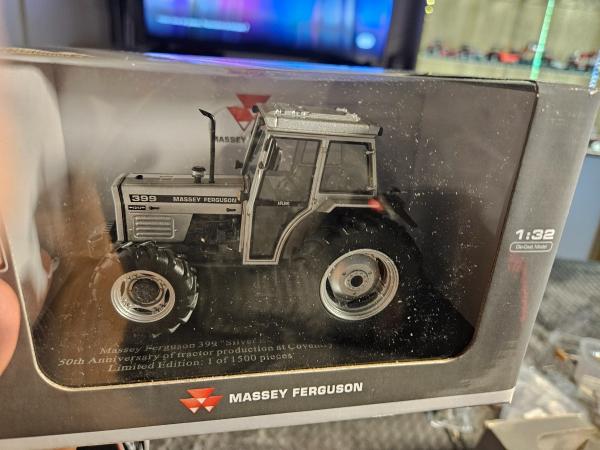 MASSEY FERGUSON
399 MASSEY FERGUSON
1:32
Die-Cast Model
Massey Ferguson 399 "Silver
50th Anniversary of tractor production at
Limited Edition: 1 of 1500 pieces
MASSEY FERGUSON